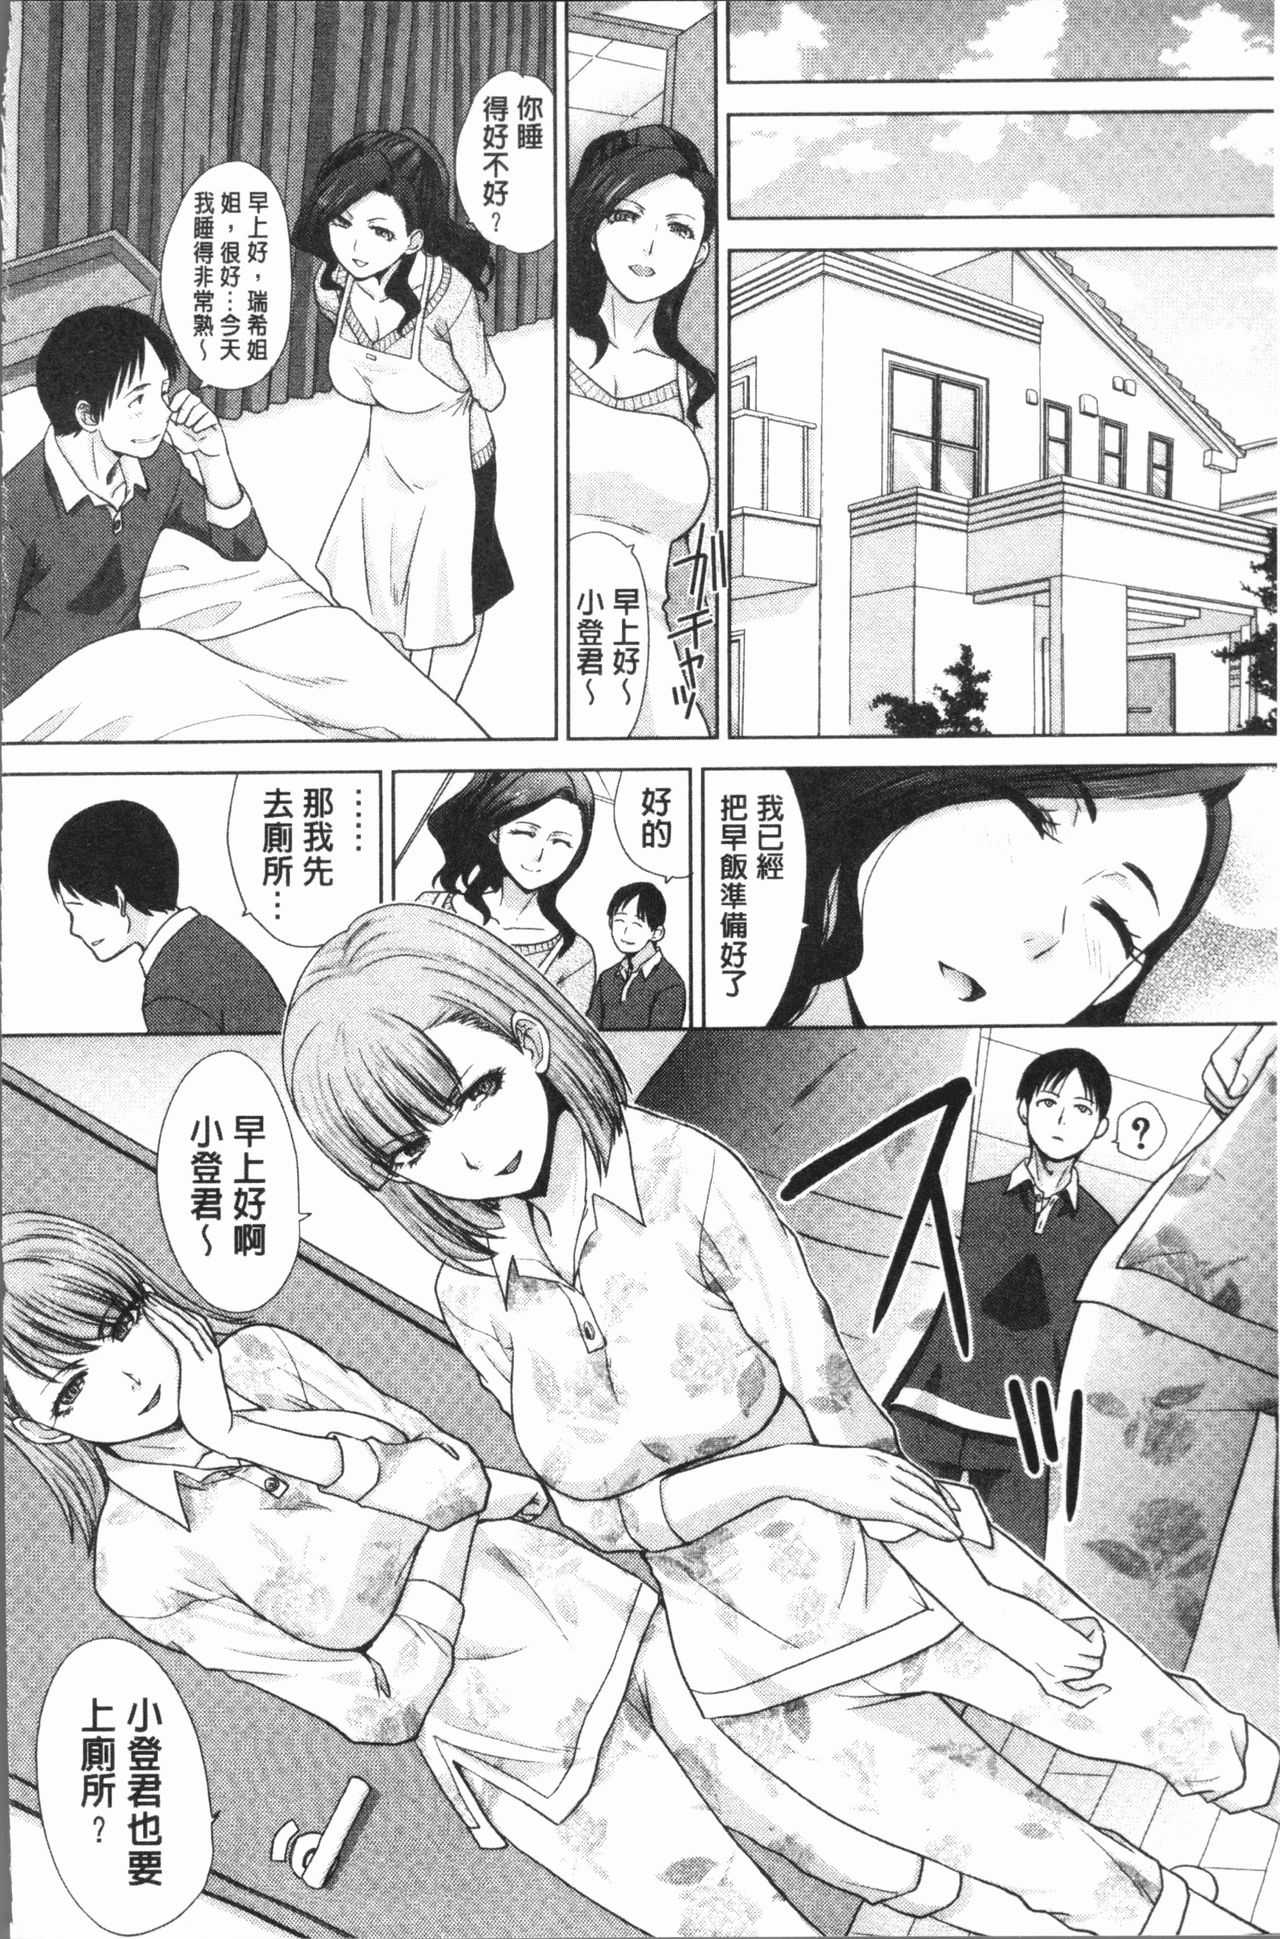 ガチャッ
早上好～
小登君～
你睡
得好不好？
早上好，瑞希姐
姐，很好…今天
我睡得非常熟～
我已經
把早飯準備好了
好的
……
那我先
去廁所…
？
スッ
早上好啊
小登君～
小登君也要
上廁所？